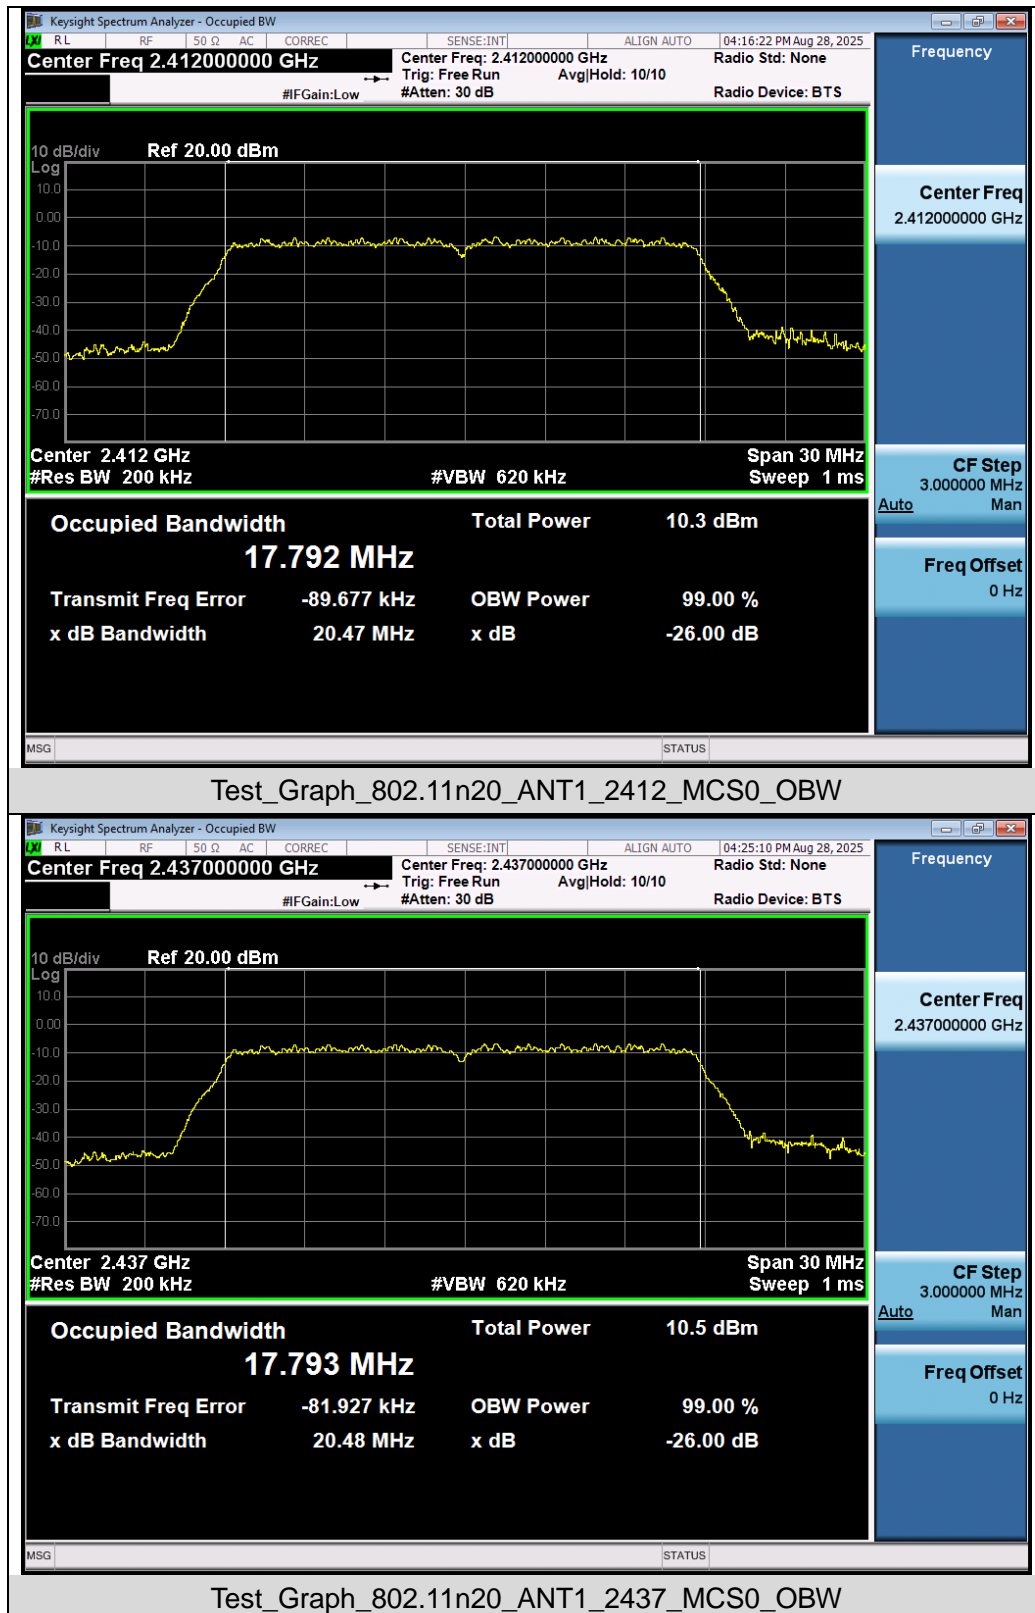 Keysight Spectrum Analyzer - Occupied BW
LXI RL RF 50 Ω AC CORREC SENSE:INT ALIGN AUTO 04:16:22 PM Aug 28, 2025
Center Freq 2.412000000 GHz Center Freq: 2.412000000 GHz Radio Std: None Frequency
Trig: Free Run Avg|Hold: 10/10
#IFGain:Low #Atten: 30 dB Radio Device: BTS
10 dB/div Ref 20.00 dBm
Log
10.0
0.00
-10.0
-20.0
-30.0
-40.0
-50.0
-60.0
-70.0
Center Freq
2.412000000 GHz
Center 2.412 GHz Span 30 MHz
#Res BW 200 kHz #VBW 620 kHz Sweep 1 ms
CF Step
3.000000 MHz
Auto Man
Occupied Bandwidth Total Power 10.3 dBm
17.792 MHz
Transmit Freq Error -89.677 kHz OBW Power 99.00 %
x dB Bandwidth 20.47 MHz x dB -26.00 dB
Freq Offset
0 Hz
MSG STATUS
Test_Graph_802.11n20_ANT1_2412_MCS0_OBW
Keysight Spectrum Analyzer - Occupied BW
LXI RL RF 50 Ω AC CORREC SENSE:INT ALIGN AUTO 04:25:10 PM Aug 28, 2025
Center Freq 2.437000000 GHz Center Freq: 2.437000000 GHz Radio Std: None Frequency
Trig: Free Run Avg|Hold: 10/10
#IFGain:Low #Atten: 30 dB Radio Device: BTS
10 dB/div Ref 20.00 dBm
Log
10.0
0.00
-10.0
-20.0
-30.0
-40.0
-50.0
-60.0
-70.0
Center Freq
2.437000000 GHz
Center 2.437 GHz Span 30 MHz
#Res BW 200 kHz #VBW 620 kHz Sweep 1 ms
CF Step
3.000000 MHz
Auto Man
Occupied Bandwidth Total Power 10.5 dBm
17.793 MHz
Transmit Freq Error -81.927 kHz OBW Power 99.00 %
x dB Bandwidth 20.48 MHz x dB -26.00 dB
Freq Offset
0 Hz
MSG STATUS
Test_Graph_802.11n20_ANT1_2437_MCS0_OBW